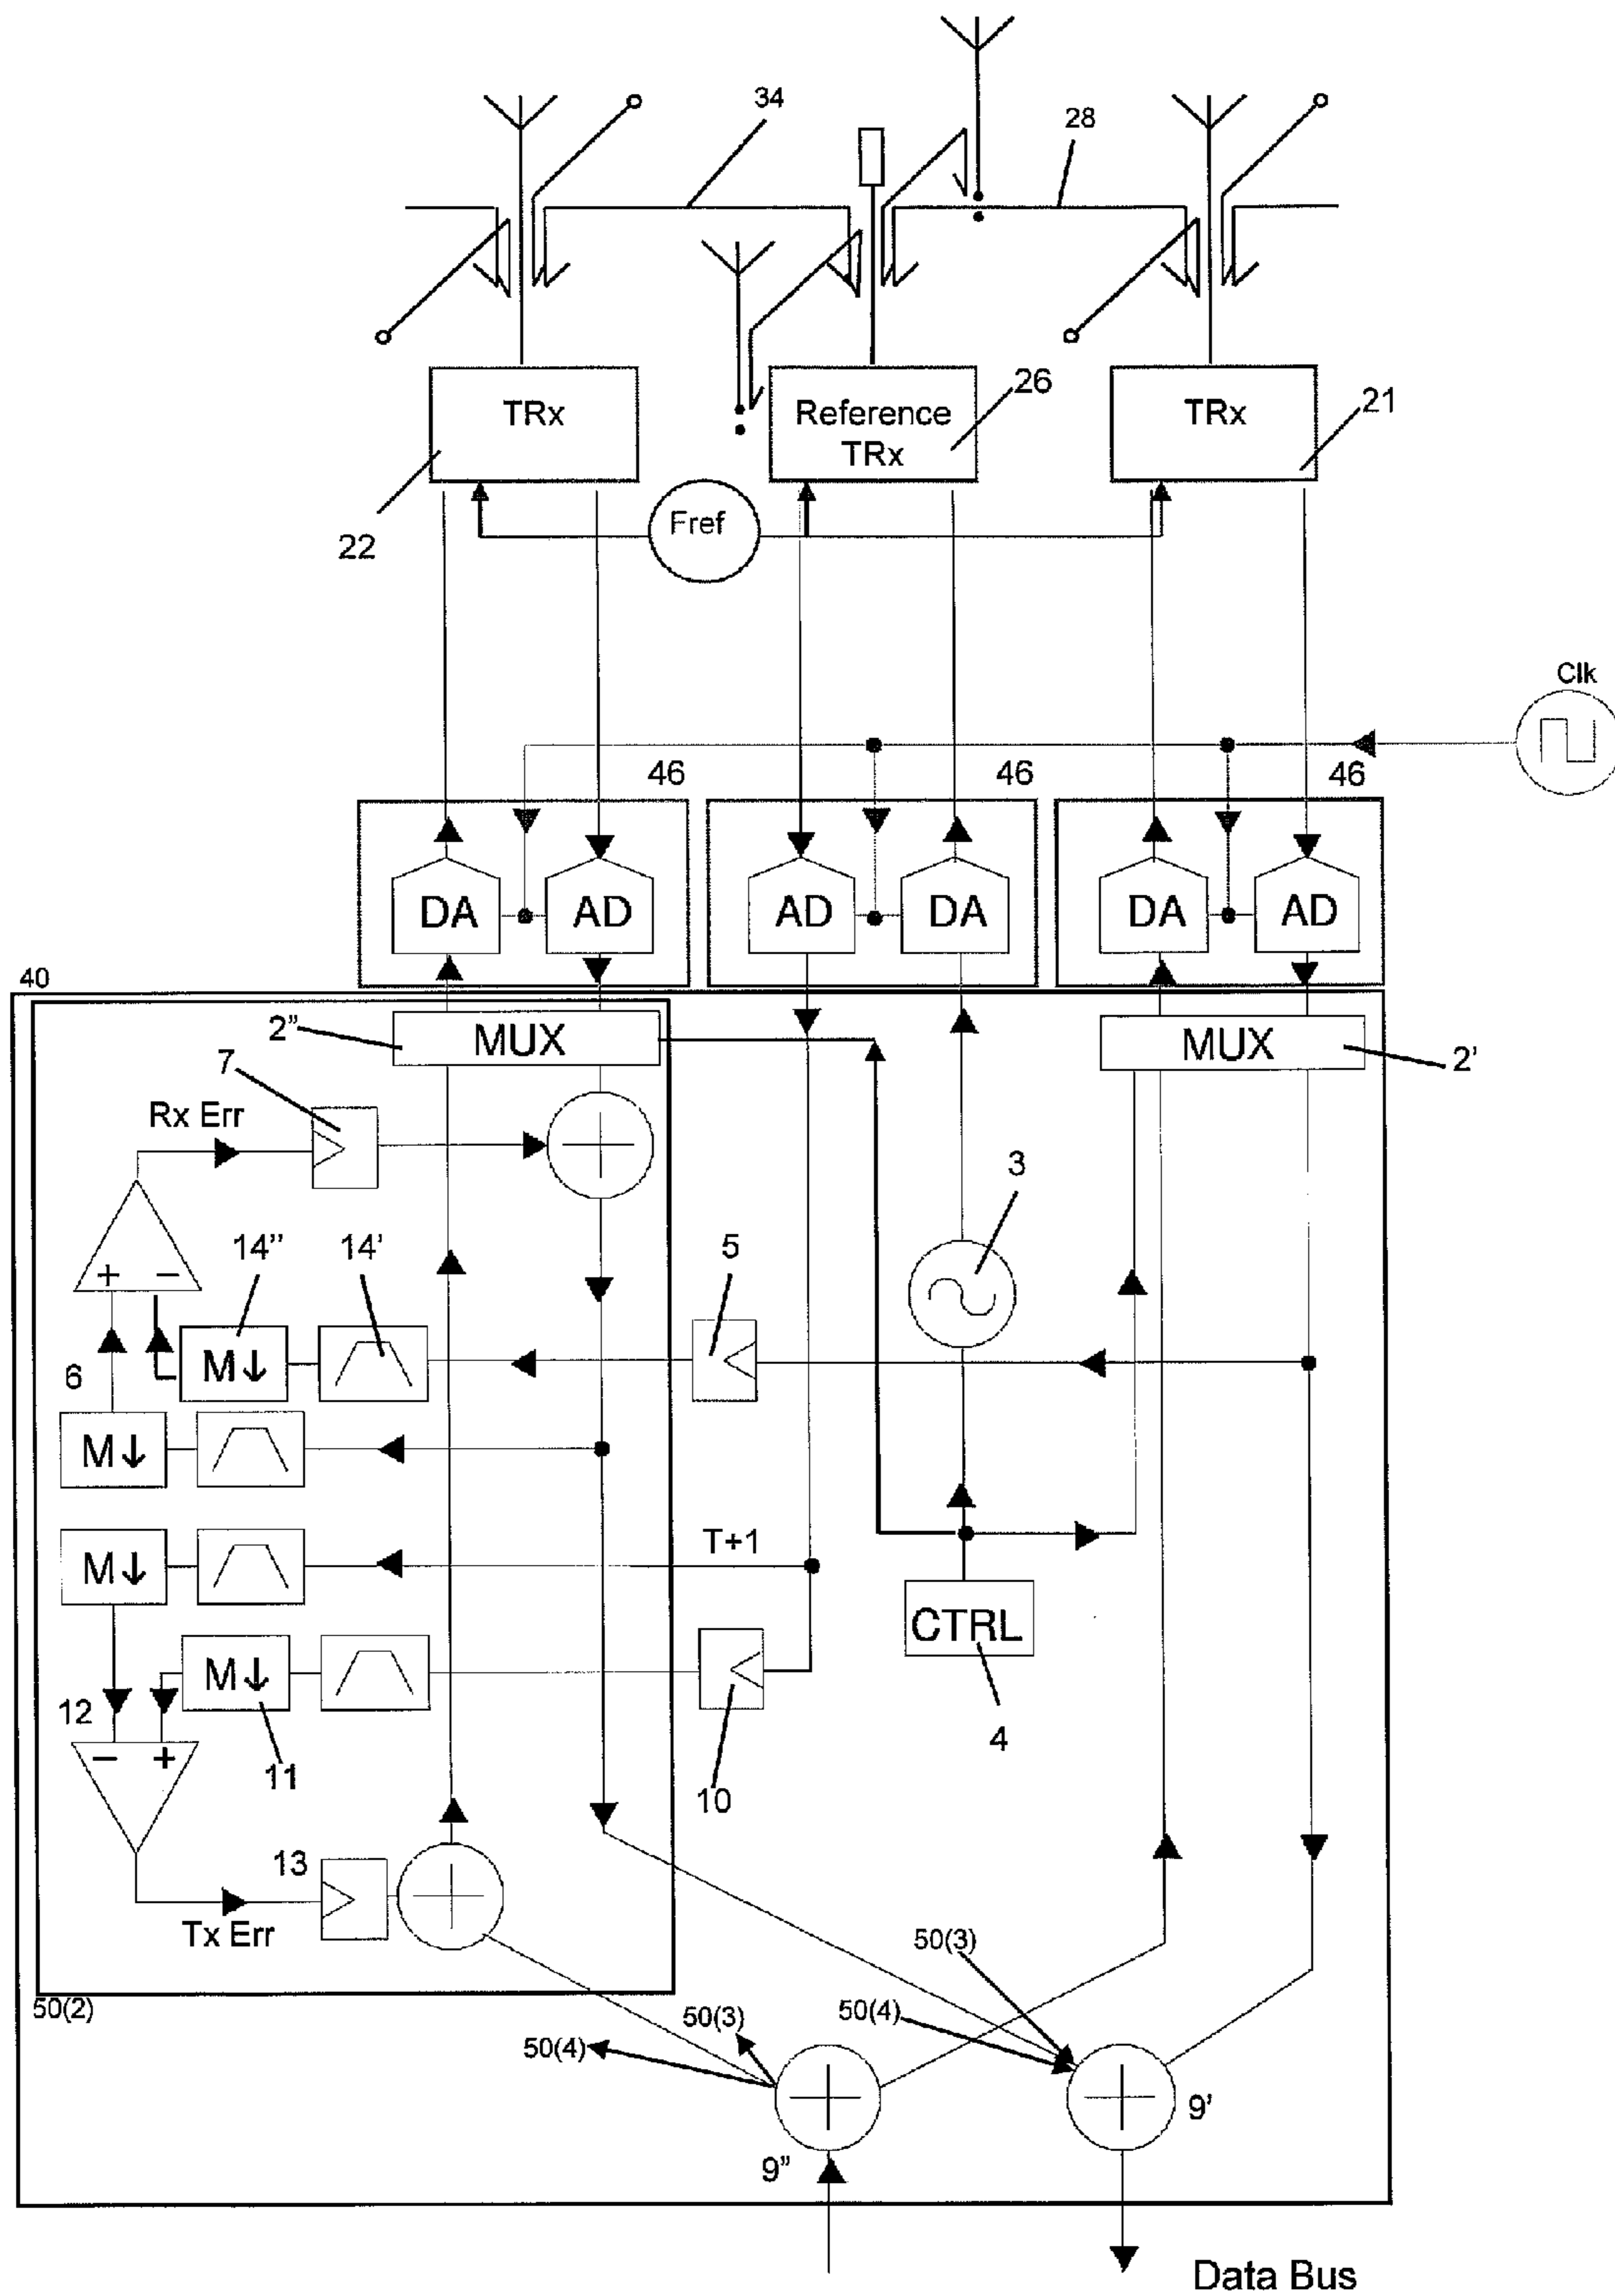 34
28
TRx
Reference
TRx
26
TRx
21
22
Fref
Clk
46
46
46
DA
AD
AD
DA
DA
AD
40
2"
MUX
MUX
2'
7
Rx Err
3
14"
14'
5
+ −
M↓
6
M↓
M↓
T+1
CTRL
M↓
12
− +
11
10
4
13
Tx Err
50(3)
50(2)
50(3)
50(4)
50(4)
9'
9"
Data Bus